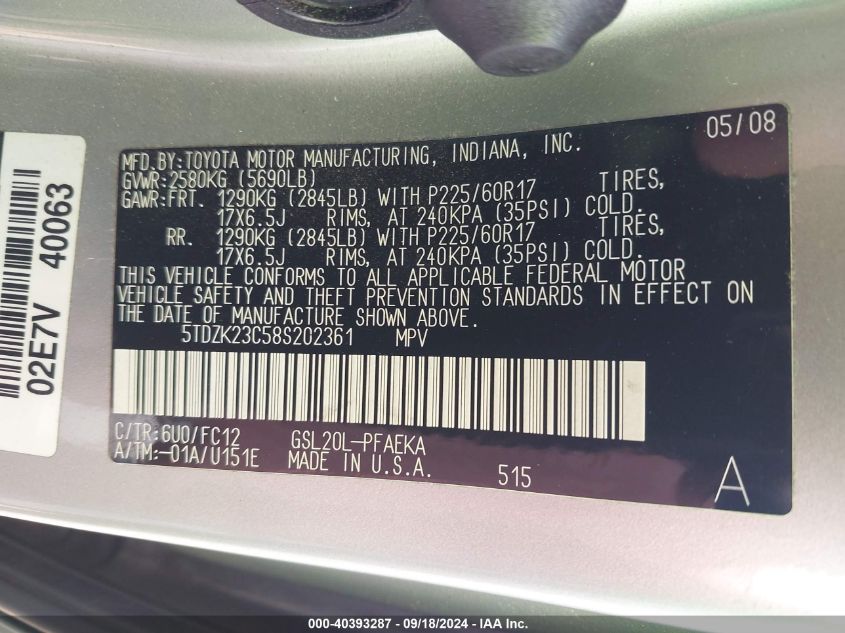 05/08
MFD.BY:TOYOTA MOTOR MANUFACTURING, INDIANA, INC.
GVWR:2580KG (5690LB)
GAWR:FRT. 1290KG (2845LB) WITH P225/60R17 TIRES,
17X6.5J RIMS, AT 240KPA (35PSI) COLD.
RR. 1290KG (2845LB) WITH P225/60R17 TIRES,
17X6.5J RIMS, AT 240KPA (35PSI) COLD.
THIS VEHICLE CONFORMS TO ALL APPLICABLE FEDERAL MOTOR
VEHICLE SAFETY AND THEFT PREVENTION STANDARDS IN EFFECT ON
THE DATE OF MANUFACTURE SHOWN ABOVE.
5TDZK23C58S202361 MPV
C/TR:6U0/FC12 GSL20L-PFAEKA
A/TM:-01A/U151E MADE IN U.S.A. 515
A
02E7V 40063
000-40393287 - 09/18/2024 - IAA Inc.